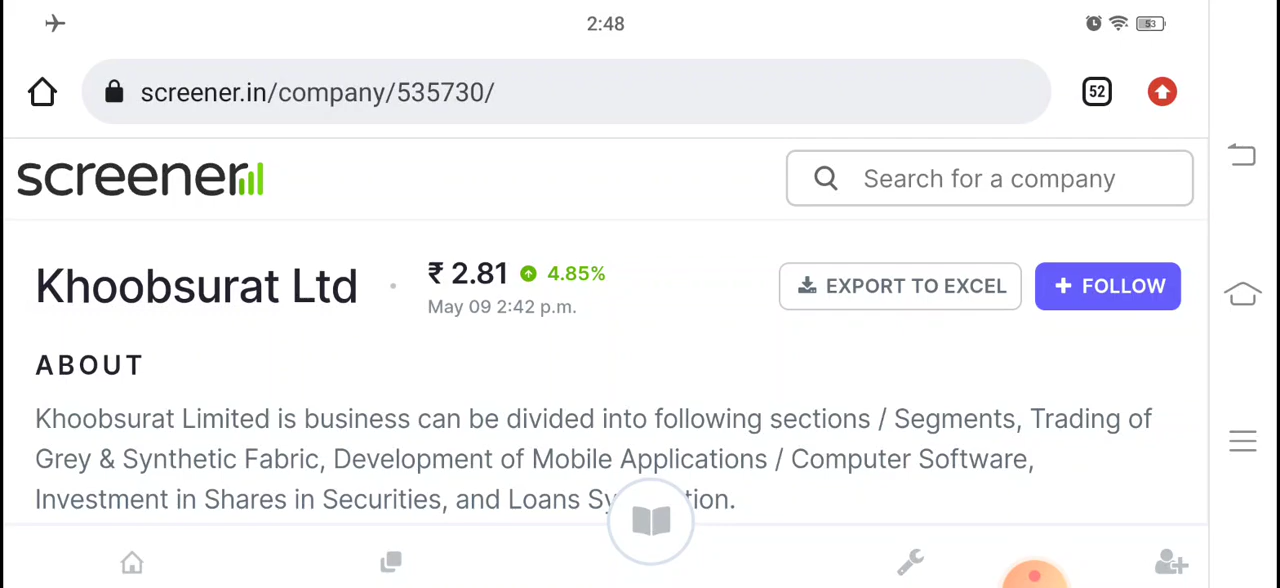 2:48
53
screener.in/company/535730/
52
screener
Search for a company
Khoobsurat Ltd
₹ 2.81 4.85%
May 09 2:42 p.m.
EXPORT TO EXCEL
+ FOLLOW
ABOUT
Khoobsurat Limited is business can be divided into following sections / Segments, Trading of
Grey & Synthetic Fabric, Development of Mobile Applications / Computer Software,
Investment in Shares in Securities, and Loans